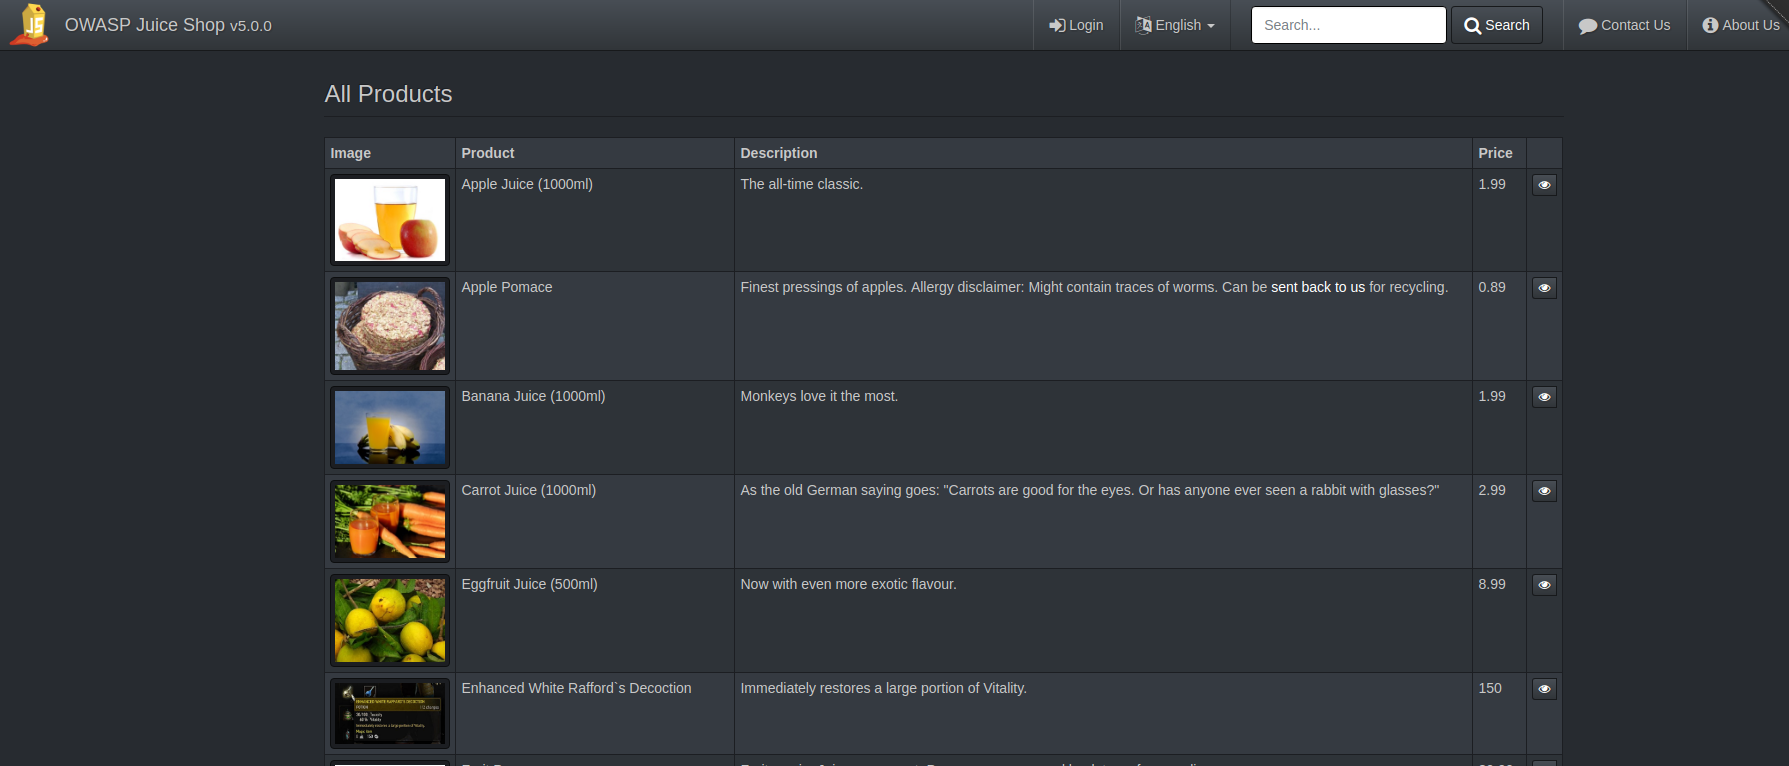 OWASP Juice Shop v5.0.0
Login
English
Search...
Search
Contact Us
About Us
All Products
Image Product Description Price
Apple Juice (1000ml) The all-time classic. 1.99
Apple Pomace Finest pressings of apples. Allergy disclaimer: Might contain traces of worms. Can be sent back to us for recycling. 0.89
Banana Juice (1000ml) Monkeys love it the most. 1.99
Carrot Juice (1000ml) As the old German saying goes: "Carrots are good for the eyes. Or has anyone ever seen a rabbit with glasses?" 2.99
Eggfruit Juice (500ml) Now with even more exotic flavour. 8.99
Enhanced White Rafford`s Decoction Immediately restores a large portion of Vitality. 150